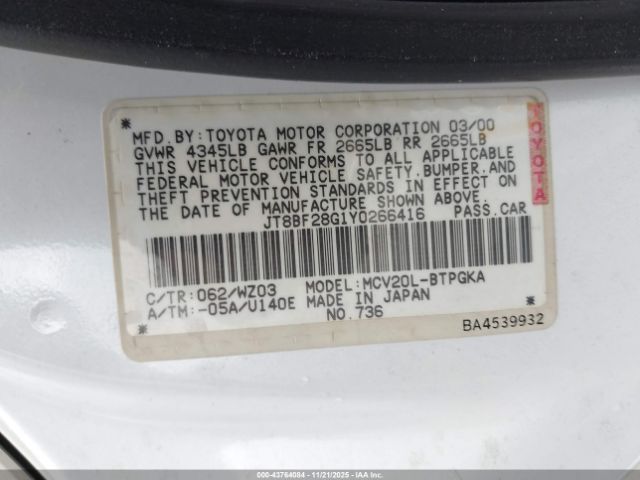 MFD. BY: TOYOTA MOTOR CORPORATION 03/00
GVWR 4345LB GAWR FR 2665LB RR 2665LB
THIS VEHICLE CONFORMS TO ALL APPLICABLE
FEDERAL MOTOR VEHICLE SAFETY, BUMPER, AND
THEFT PREVENTION STANDARDS IN EFFECT ON
THE DATE OF MANUFACTURE SHOWN ABOVE.
JT8BF28G1Y0266416 PASS. CAR
TOYOTA
C/TR: 062/WZ03 MODEL: MCV20L-BTPGKA
A/TM: -05A/U140E MADE IN JAPAN
NO. 736
BA4539932
000-43764084 - 11/21/2025 - IAAI.COM